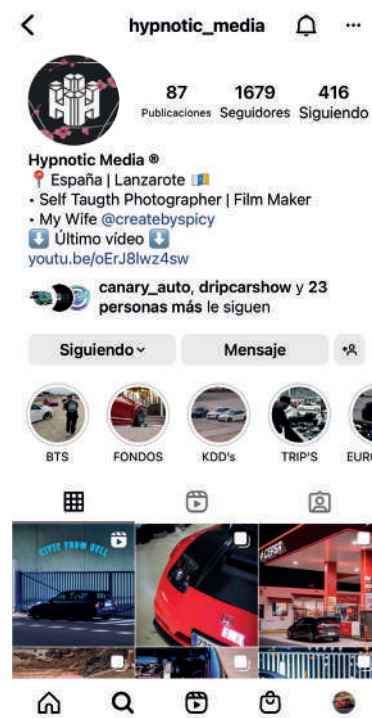 hypnotic_media
87 1679 416
Publicaciones Seguidores Siguiendo
Hypnotic Media ®
España | Lanzarote
• Self Taugth Photographer | Film Maker
• My Wife @createbyspicy
Último vídeo
youtu.be/oErJ8lwz4sw
canary_auto, dripcarshow y 23
personas más le siguen
Siguiendo Mensaje
BTS FONDOS KDD's TRIP'S EURO
CIVIC FROM HELL
CEPSA